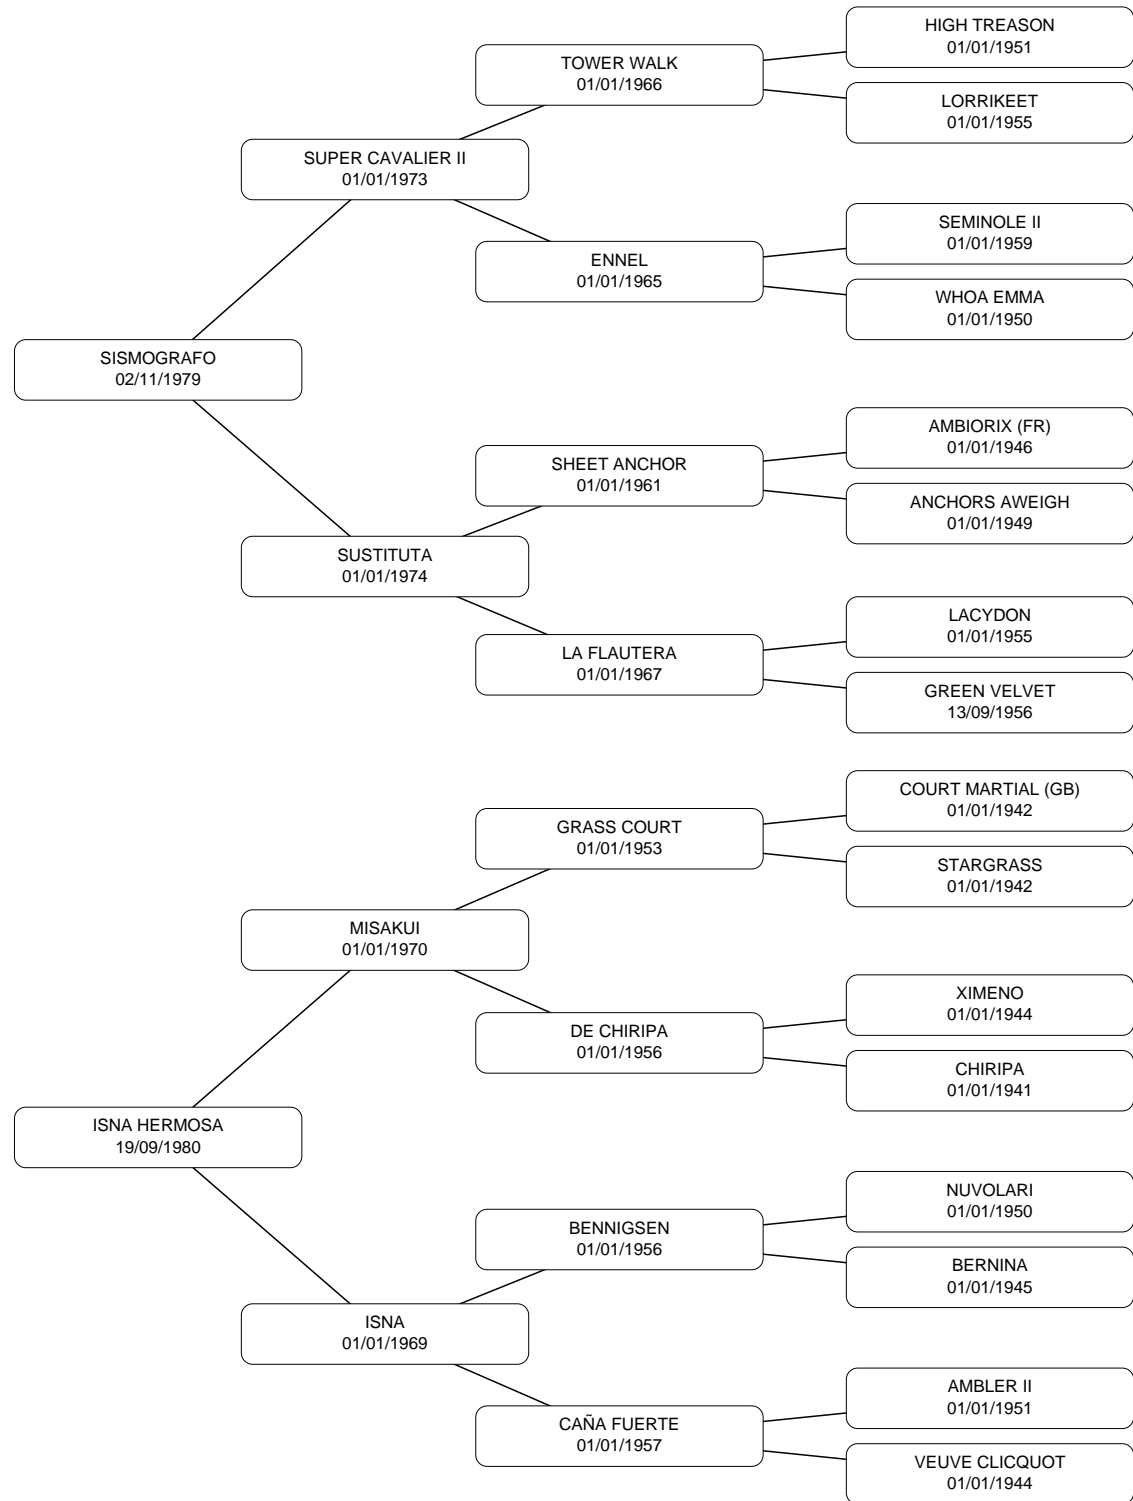 HIGH TREASON
01/01/1951
TOWER WALK
01/01/1966
LORRIKEET
01/01/1955
SUPER CAVALIER II
01/01/1973
SEMINOLE II
01/01/1959
ENNEL
01/01/1965
WHOA EMMA
01/01/1950
SISMOGRAFO
02/11/1979
AMBIORIX (FR)
01/01/1946
SHEET ANCHOR
01/01/1961
ANCHORS AWEIGH
01/01/1949
SUSTITUTA
01/01/1974
LACYDON
01/01/1955
LA FLAUTERA
01/01/1967
GREEN VELVET
13/09/1956
COURT MARTIAL (GB)
01/01/1942
GRASS COURT
01/01/1953
STARGRASS
01/01/1942
MISAKUI
01/01/1970
XIMENO
01/01/1944
DE CHIRIPA
01/01/1956
CHIRIPA
01/01/1941
ISNA HERMOSA
19/09/1980
NUVOLARI
01/01/1950
BENNIGSEN
01/01/1956
BERNINA
01/01/1945
ISNA
01/01/1969
AMBLER II
01/01/1951
CAÑA FUERTE
01/01/1957
VEUVE CLICQUOT
01/01/1944